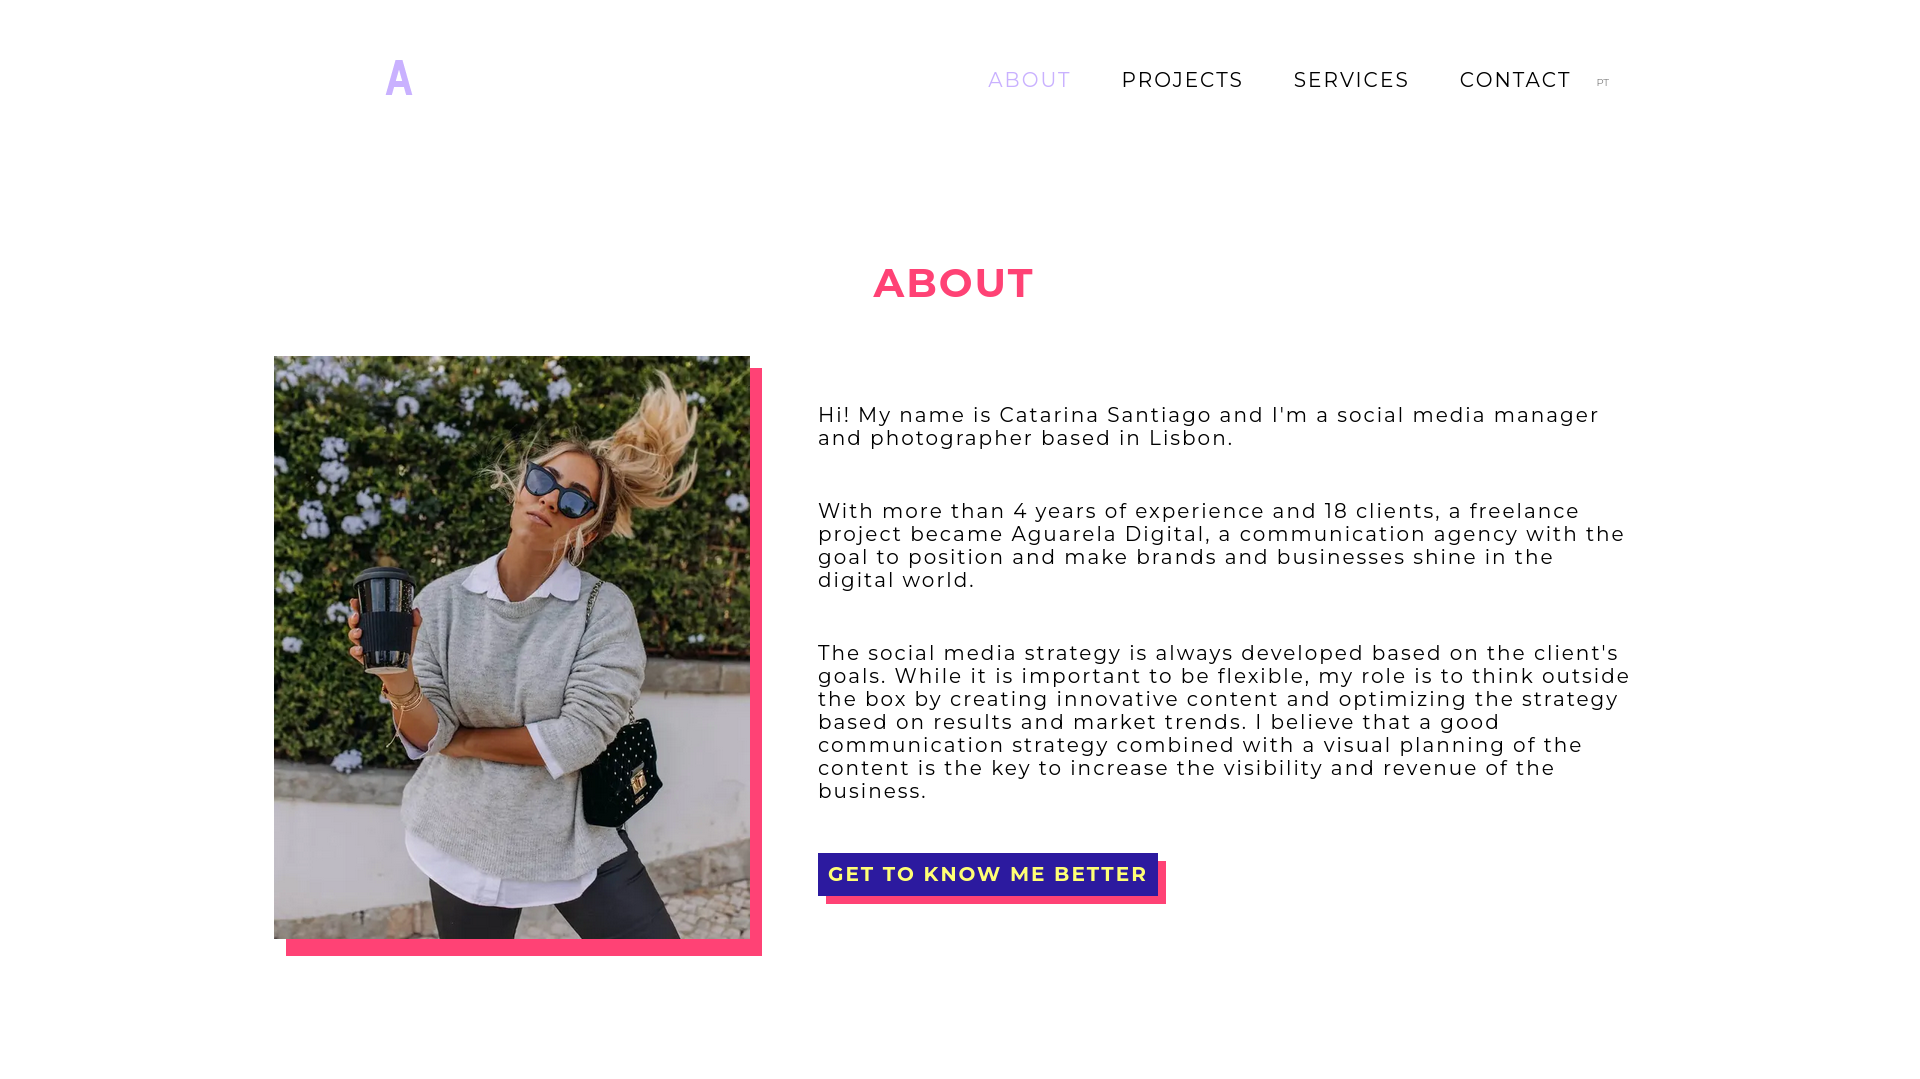 A
ABOUT
PROJECTS
SERVICES
CONTACT
PT
ABOUT
Hi! My name is Catarina Santiago and I'm a social media manager
and photographer based in Lisbon.
With more than 4 years of experience and 18 clients, a freelance
project became Aguarela Digital, a communication agency with the
goal to position and make brands and businesses shine in the
digital world.
The social media strategy is always developed based on the client's
goals. While it is important to be flexible, my role is to think outside
the box by creating innovative content and optimizing the strategy
based on results and market trends. I believe that a good
communication strategy combined with a visual planning of the
content is the key to increase the visibility and revenue of the
business.
GET TO KNOW ME BETTER